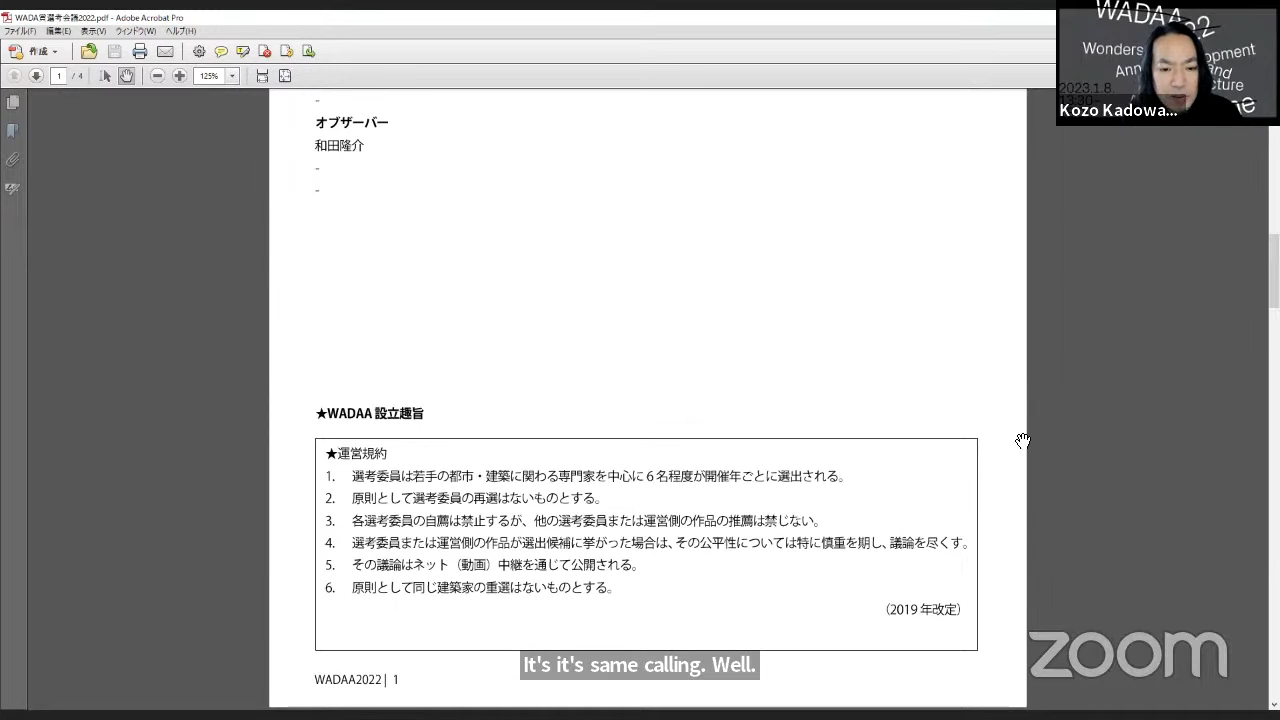 WADA賞選考会議2022.pdf - Adobe Acrobat Pro
ファイル(F) 編集(E) 表示(V) ウィンドウ(W) ヘルプ(H)
作成
1 / 4 125%
-
オブザーバー
和田隆介
-
-
★WADAA 設立趣旨
★運営規約
1. 選考委員は若手の都市・建築に関わる専門家を中心に6名程度が開催年ごとに選出される。
2. 原則として選考委員の再選はないものとする。
3. 各選考委員の自薦は禁止するが、他の選考委員または運営側の作品の推薦は禁じない。
4. 選考委員または運営側の作品が選出候補に挙がった場合は、その公平性については特に慎重を期し、議論を尽くす。
5. その議論はネット（動画）中継を通じて公開される。
6. 原則として同じ建築家の重選はないものとする。
（2019 年改定）
WADAA2022 | 1
It's it's same calling. Well.
WADAA
Wonders
2023.1.8
Kozo Kadowa...
zoom